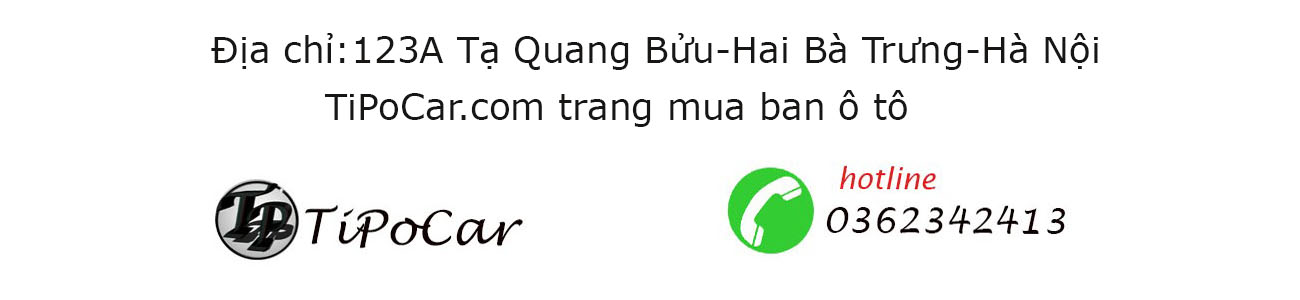 Địa chỉ:123A Tạ Quang Bửu-Hai Bà Trưng-Hà Nội
TiPoCar.com trang mua ban ô tô
TP TiPoCar
hotline
0362342413